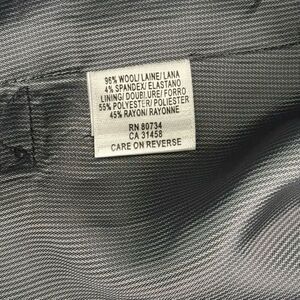 96% WOOL/ LAINE/ LANA
4% SPANDEX/ ELASTANO
LINING/ DOUBLURE/ FORRO
55% POLYESTER/ POLIESTER
45% RAYON/ RAYONNE
RN 80734
CA 31458
CARE ON REVERSE